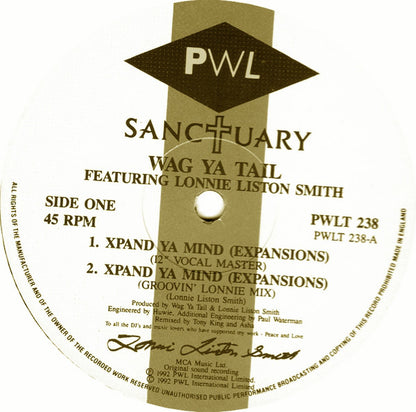 PWL
SANCTUARY
WAG YA TAIL
FEATURING LONNIE LISTON SMITH
SIDE ONE
45 RPM
PWLT 238
PWLT 238-A
1. XPAND YA MIND (EXPANSIONS)
(12" VOCAL MASTER)
2. XPAND YA MIND (EXPANSIONS)
(GROOVIN' LONNIE MIX)
(Lonnie Liston Smith)
Produced by Wag Ya Tail & Lonnie Liston Smith
Engineered by Huwie. Additional Engineering by Paul Waterman
Remixed by Tony King and Asha
To all the DJ's and music lovers who have supported my work - Peace and Love
Lonnie Liston Smith
MCA Music Ltd.
Original sound recording
℗ 1992 PWL International Limited.
© 1992 PWL International Limited.
ALL RIGHTS OF THE MANUFACTURER AND OF THE OWNER OF THE RECORDED WORK RESERVED UNAUTHORISED PUBLIC PERFORMANCE BROADCASTING AND COPYING OF THIS RECORD PROHIBITED MADE IN ENGLAND